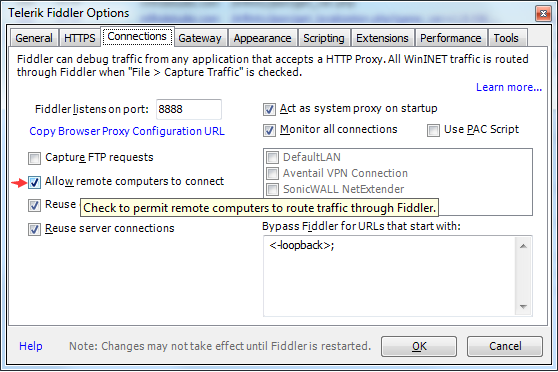 Telerik Fiddler Options
General HTTPS Connections Gateway Appearance Scripting Extensions Performance Tools
Fiddler can debug traffic from any application that accepts a HTTP Proxy. All WinINET traffic is routed
through Fiddler when "File > Capture Traffic" is checked.
Learn more...
Fiddler listens on port: 8888
Act as system proxy on startup
Copy Browser Proxy Configuration URL
Monitor all connections Use PAC Script
Capture FTP requests
DefaultLAN
Allow remote computers to connect
Aventail VPN Connection
SonicWALL NetExtender
Reuse
Check to permit remote computers to route traffic through Fiddler.
Reuse server connections
Bypass Fiddler for URLs that start with:
<-loopback>;
Help Note: Changes may not take effect until Fiddler is restarted. OK Cancel